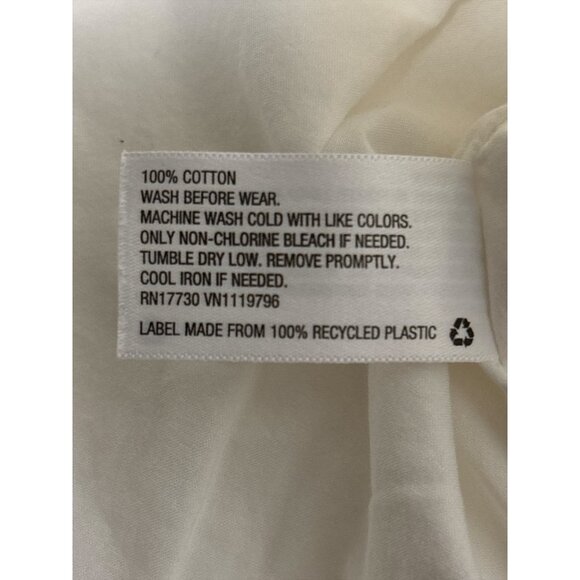 100% COTTON
WASH BEFORE WEAR.
MACHINE WASH COLD WITH LIKE COLORS.
ONLY NON-CHLORINE BLEACH IF NEEDED.
TUMBLE DRY LOW. REMOVE PROMPTLY.
COOL IRON IF NEEDED.
RN17730 VN1119796
LABEL MADE FROM 100% RECYCLED PLASTIC